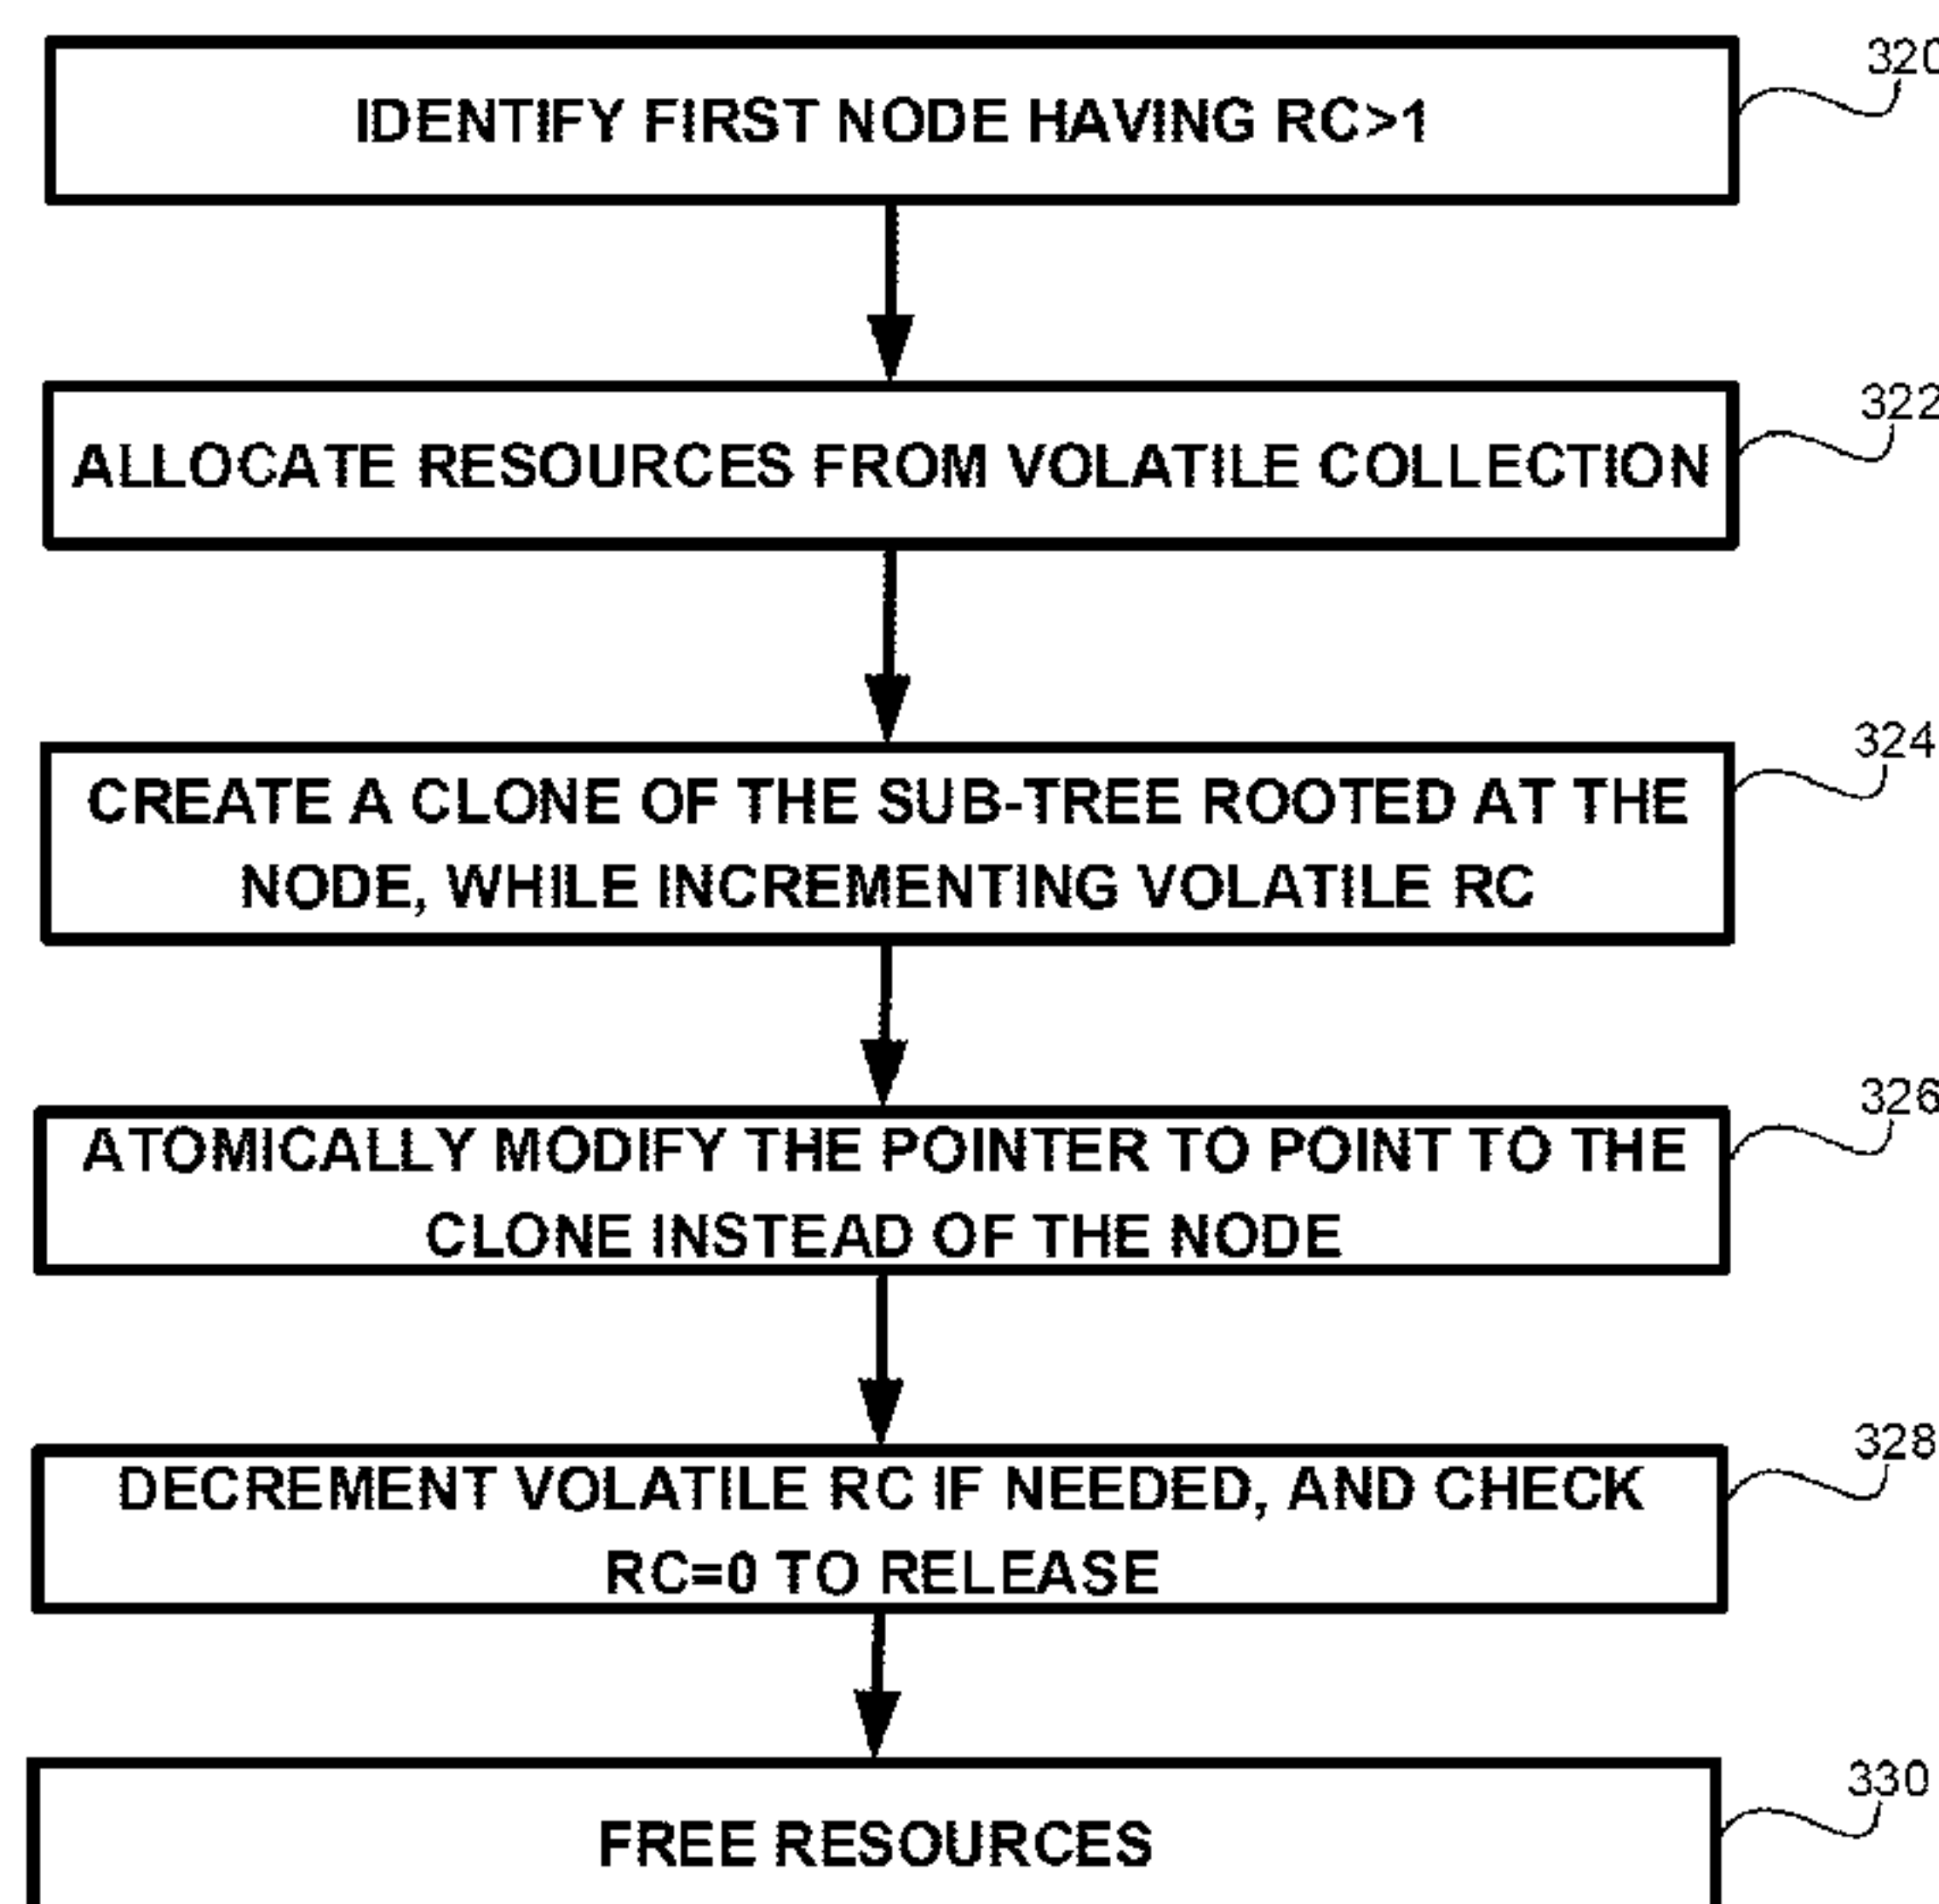 320
IDENTIFY FIRST NODE HAVING RC>1
322
ALLOCATE RESOURCES FROM VOLATILE COLLECTION
324
CREATE A CLONE OF THE SUB-TREE ROOTED AT THE
NODE, WHILE INCREMENTING VOLATILE RC
326
ATOMICALLY MODIFY THE POINTER TO POINT TO THE
CLONE INSTEAD OF THE NODE
328
DECREMENT VOLATILE RC IF NEEDED, AND CHECK
RC=0 TO RELEASE
330
FREE RESOURCES